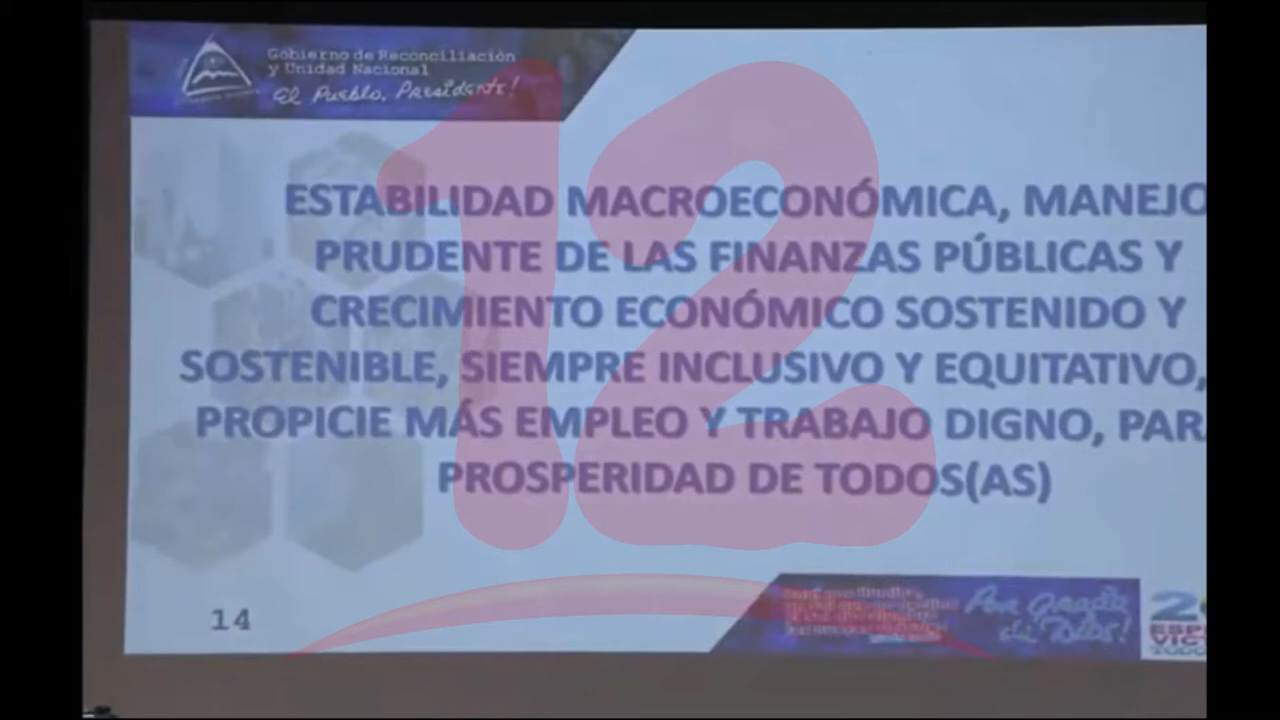 Gobierno de Reconciliación
y Unidad Nacional
El Pueblo, Presidente!
12
ESTABILIDAD MACROECONÓMICA, MANEJO
PRUDENTE DE LAS FINANZAS PÚBLICAS Y
CRECIMIENTO ECONÓMICO SOSTENIDO Y
SOSTENIBLE, SIEMPRE INCLUSIVO Y EQUITATIVO,
PROPICIE MÁS EMPLEO Y TRABAJO DIGNO, PAR
PROSPERIDAD DE TODOS(AS)
14
Por Gracia
de Dios!